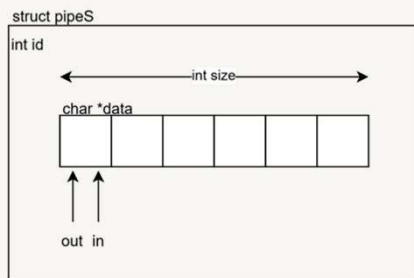 struct pipeS
int id
int size
char *data
out in